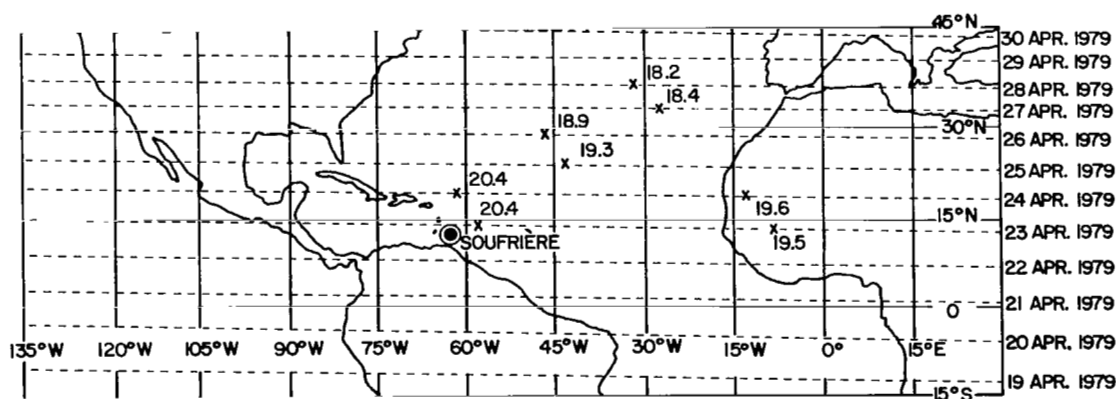 45°N
30 APR. 1979
29 APR. 1979
18.2
28 APR. 1979
18.4
27 APR. 1979
18.9
30°N
26 APR. 1979
19.3
25 APR. 1979
20.4
24 APR. 1979
19.6
20.4
15°N
23 APR. 1979
SOUFRIÈRE
19.5
22 APR. 1979
21 APR. 1979
0
20 APR. 1979
135°W 120°W 105°W 90°W 75°W 60°W 45°W 30°W 15°W 0° 15°E
19 APR. 1979
15°S